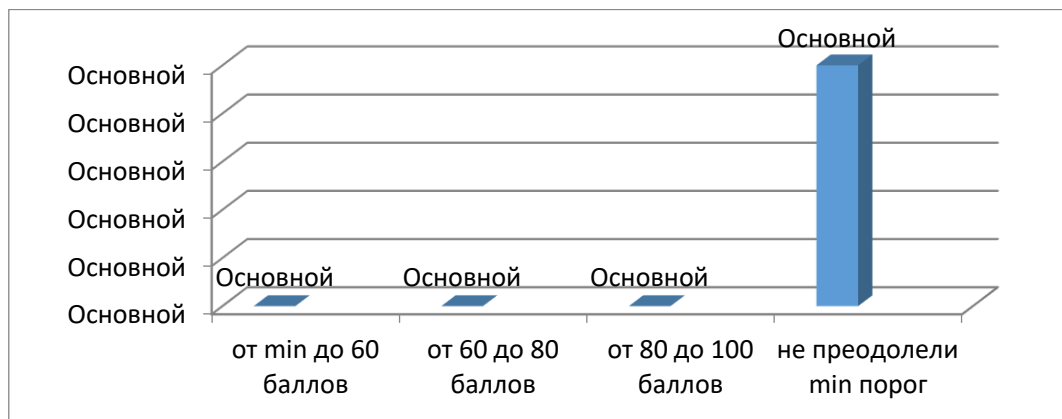 Основной
Основной
Основной
Основной
Основной
Основной
Основной
Основной
Основной
Основной
от min до 60
баллов
от 60 до 80
баллов
от 80 до 100
баллов
не преодолели
min порог